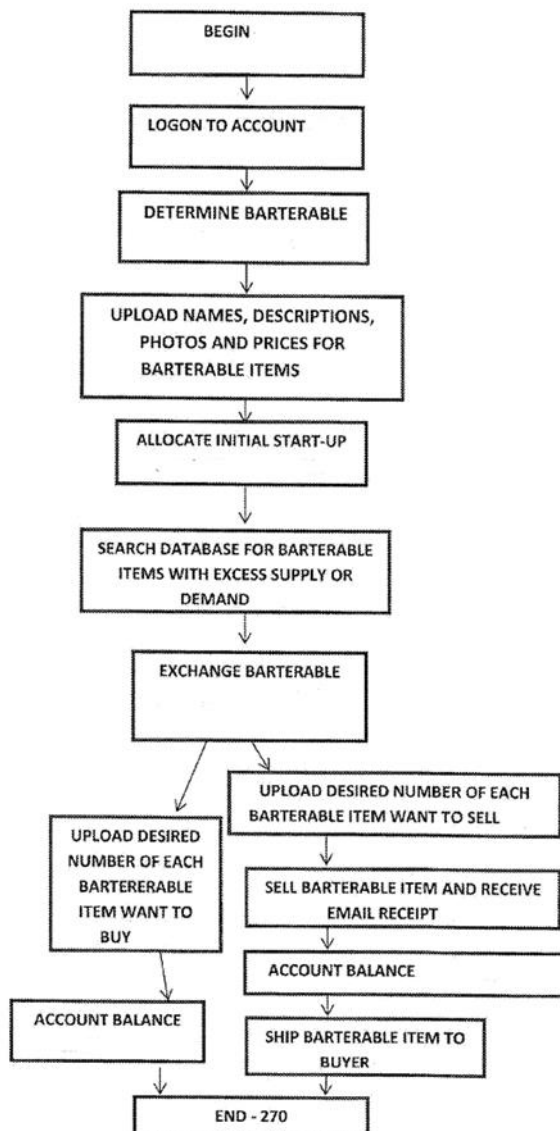 BEGIN
LOGON TO ACCOUNT
DETERMINE BARTERABLE
UPLOAD NAMES, DESCRIPTIONS,
PHOTOS AND PRICES FOR
BARTERABLE ITEMS
ALLOCATE INITIAL START-UP
SEARCH DATABASE FOR BARTERABLE
ITEMS WITH EXCESS SUPPLY OR
DEMAND
EXCHANGE BARTERABLE
UPLOAD DESIRED
NUMBER OF EACH
BARTERERABLE
ITEM WANT TO
BUY
ACCOUNT BALANCE
UPLOAD DESIRED NUMBER OF EACH
BARTERABLE ITEM WANT TO SELL
SELL BARTERABLE ITEM AND RECEIVE
EMAIL RECEIPT
ACCOUNT BALANCE
SHIP BARTERABLE ITEM TO
BUYER
END - 270